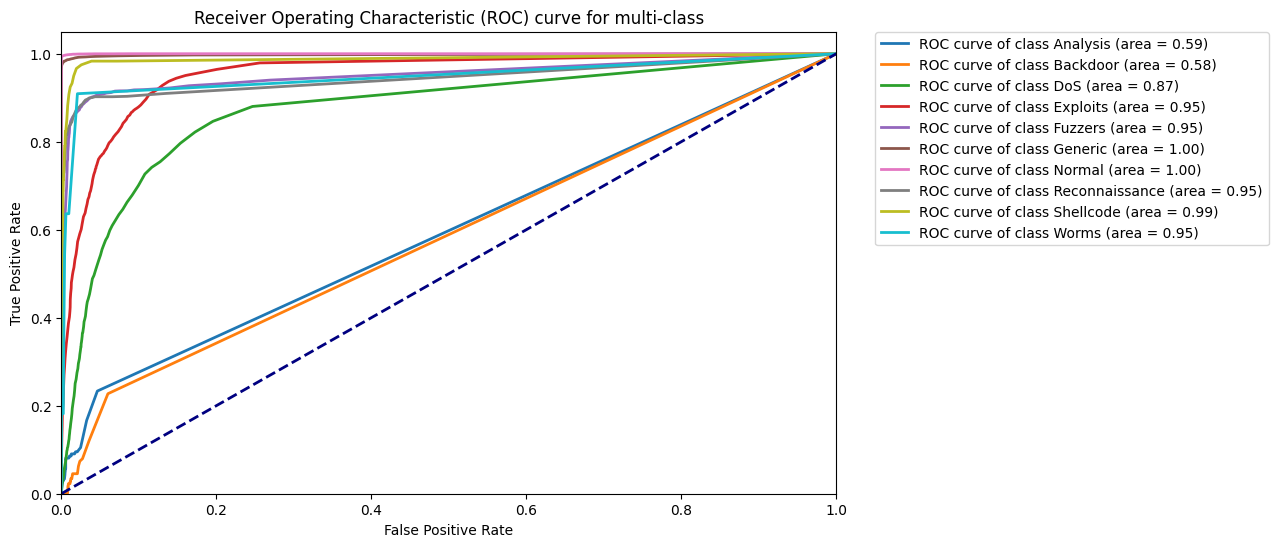 Receiver Operating Characteristic (ROC) curve for multi-class
1.0
0.8
0.6
0.4
0.2
0.0
True Positive Rate
0.0 0.2 0.4 0.6 0.8 1.0
False Positive Rate
ROC curve of class Analysis (area = 0.59)
ROC curve of class Backdoor (area = 0.58)
ROC curve of class DoS (area = 0.87)
ROC curve of class Exploits (area = 0.95)
ROC curve of class Fuzzers (area = 0.95)
ROC curve of class Generic (area = 1.00)
ROC curve of class Normal (area = 1.00)
ROC curve of class Reconnaissance (area = 0.95)
ROC curve of class Shellcode (area = 0.99)
ROC curve of class Worms (area = 0.95)